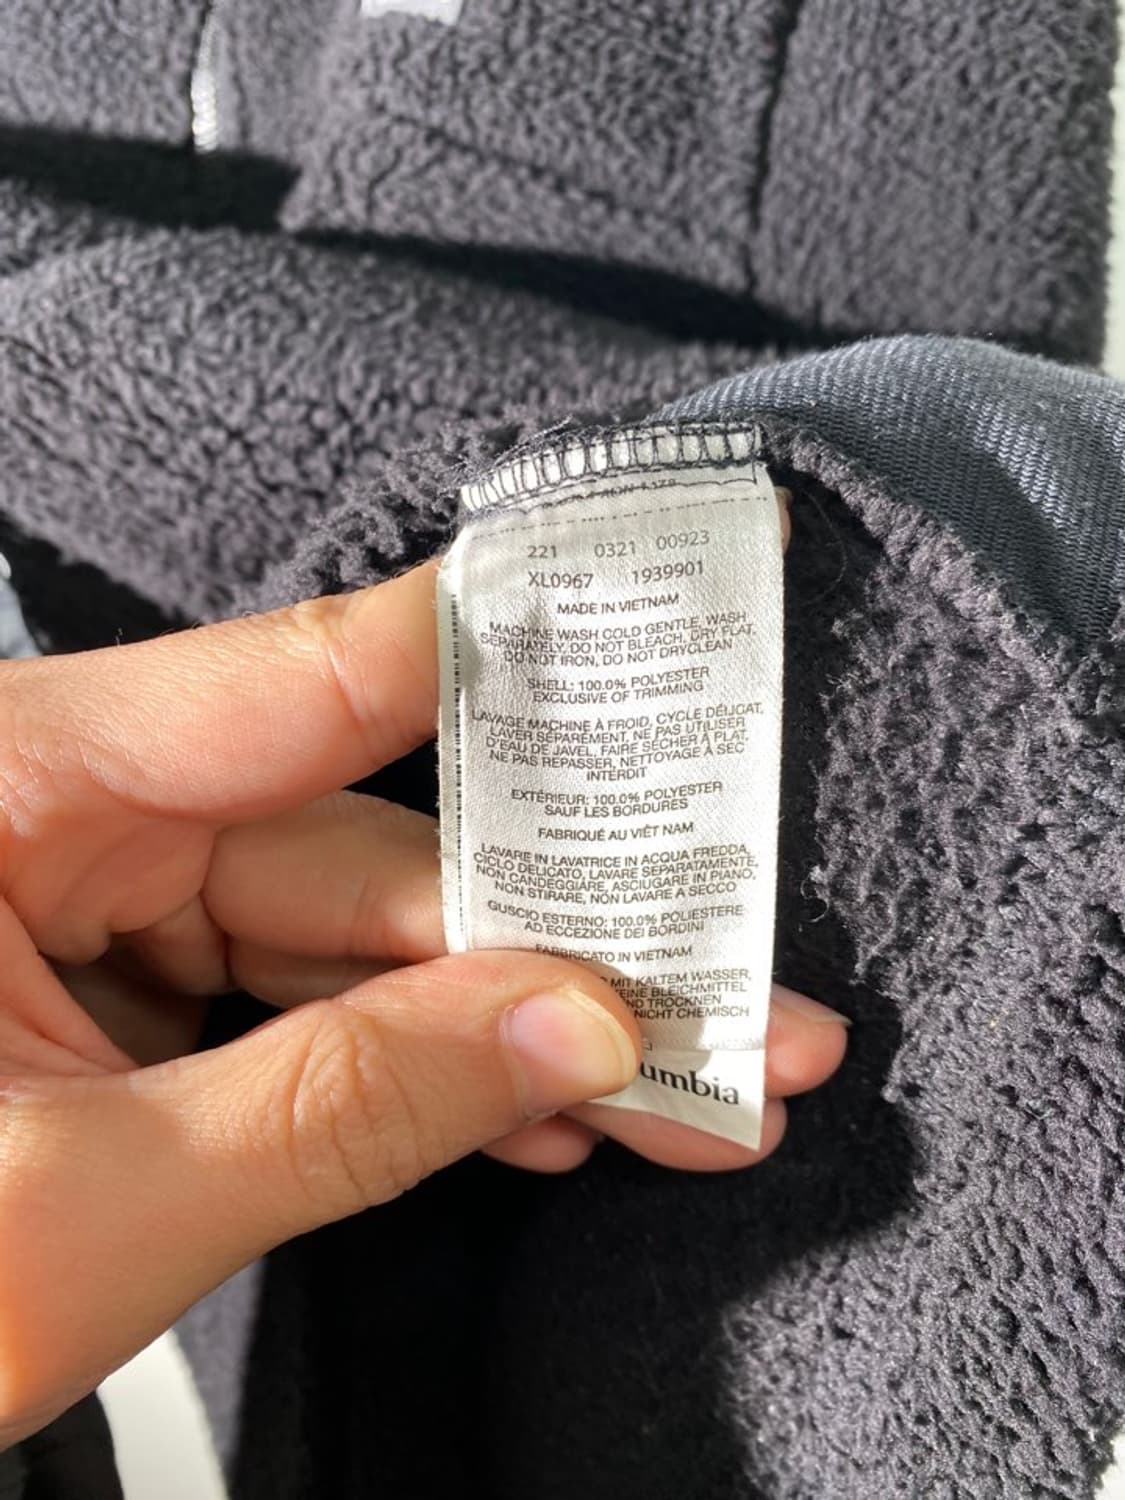 221 0321 00923
XL0967 1939901
MADE IN VIETNAM
MACHINE WASH COLD GENTLE, WASH
SEPARATELY, DO NOT BLEACH, DRY FLAT,
DO NOT IRON, DO NOT DRYCLEAN
SHELL: 100.0% POLYESTER
EXCLUSIVE OF TRIMMING
LAVAGE MACHINE À FROID, CYCLE DÉLICAT,
LAVER SÉPARÉMENT, NE PAS UTILISER
D'EAU DE JAVEL, FAIRE SÉCHER À PLAT,
NE PAS REPASSER, NETTOYAGE À SEC
INTERDIT
EXTÉRIEUR: 100.0% POLYESTER
SAUF LES BORDURES
FABRIQUÉ AU VIÊT NAM
LAVARE IN LAVATRICE IN ACQUA FREDDA,
CICLO DELICATO, LAVARE SEPARATAMENTE,
NON CANDEGGIARE, ASCIUGARE IN PIANO,
NON STIRARE, NON LAVARE A SECCO
GUSCIO ESTERNO: 100.0% POLIESTERE
AD ECCEZIONE DEI BORDINI
FABBRICATO IN VIETNAM
MIT KALTEM WASSER,
EINE BLEICHMITTEL
ND TROCKNEN
NICHT CHEMISCH
umbia